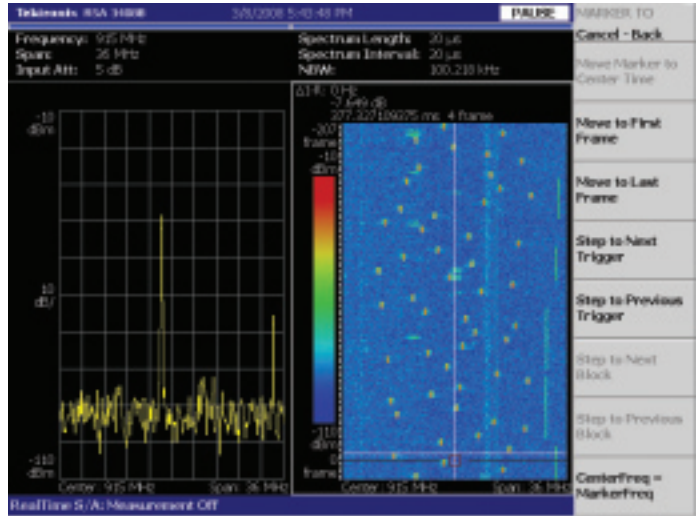 Tektronix RSA 3408B 3/8/2008 5:43:48 PM PAUSE
MARKER TO
Frequency: 915 MHz
Span: 36 MHz
Input Att: 5 dB
Spectrum Length: 20 µs
Spectrum Interval: 20 µs
NBW: 100.218 kHz
Cancel - Back
Move Marker to Center Time
Move to First Frame
Move to Last Frame
Step to Next Trigger
Step to Previous Trigger
Step to Next Block
Step to Previous Block
CenterFreq = MarkerFreq
-10
dBm
10
dB/
-110
dBm
Center: 915 MHz Span: 36 MHz
0 Hz
-7.649 dB
377.327109375 ms 4 frame
-207
frame
-10
dBm
-110
dBm
0
frame
Center: 915 MHz Span: 36 MHz
RealTime S/A: Measurement Off